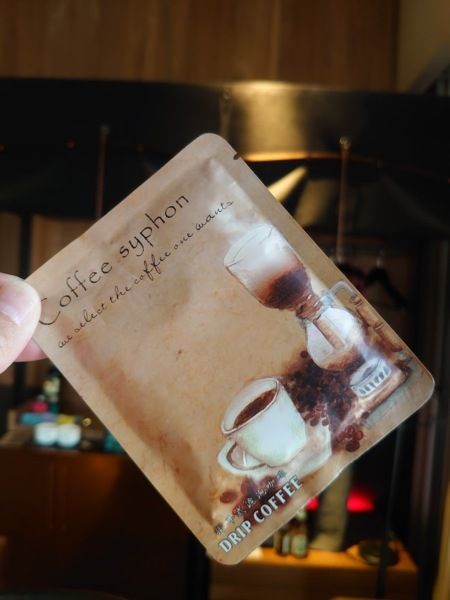 Coffee syphon
we select the coffee one wants
DRIP COFFEE